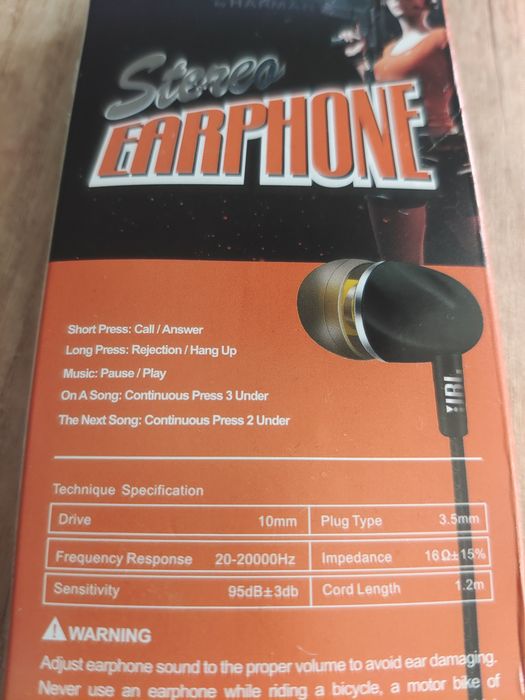 by HARMAN
Stereo
EARPHONE
Short Press: Call / Answer
Long Press: Rejection / Hang Up
Music: Pause / Play
On A Song: Continuous Press 3 Under
The Next Song: Continuous Press 2 Under
JBL
Technique Specification
Drive 10mm Plug Type 3.5mm
Frequency Response 20-20000Hz Impedance 16Ω±15%
Sensitivity 95dB±3db Cord Length 1.2m
WARNING
Adjust earphone sound to the proper volume to avoid ear damaging.
Never use an earphone while riding a bicycle, a motor bike of